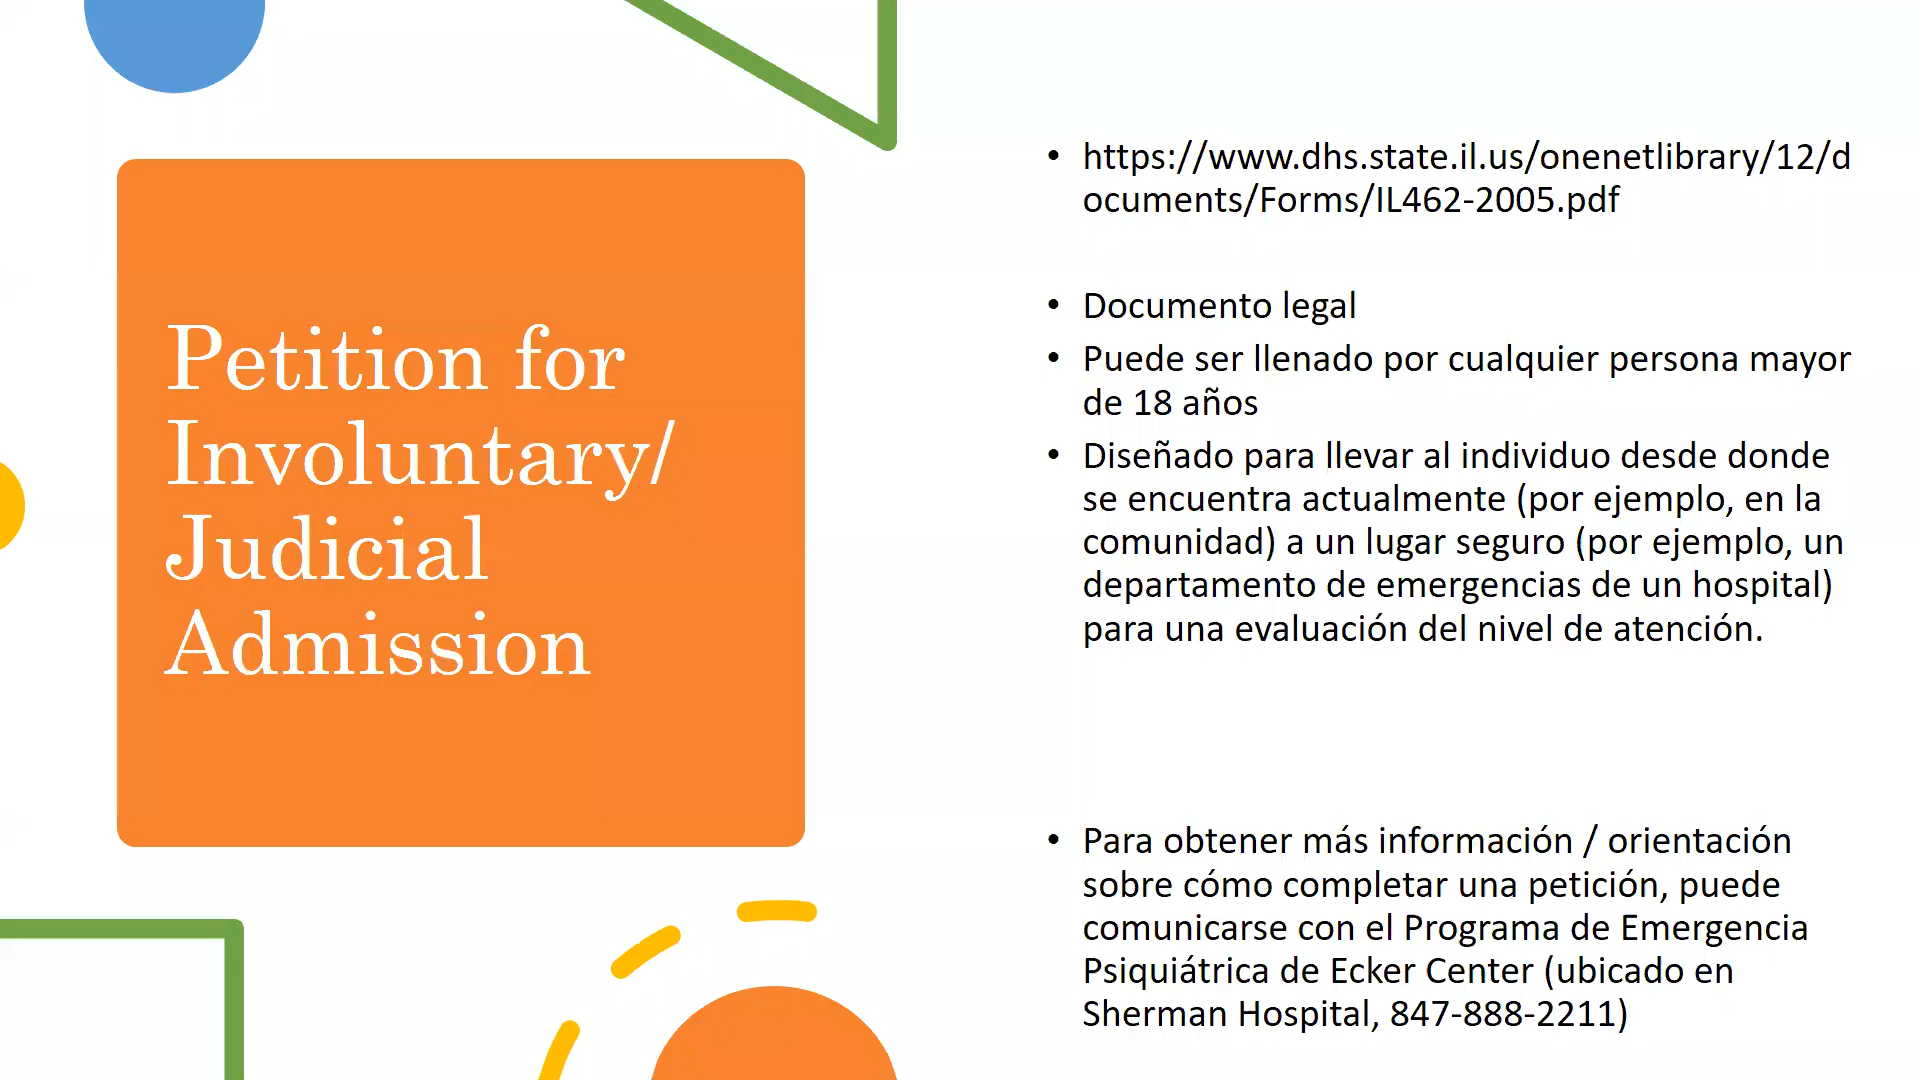 Petition for
Involuntary/
Judicial
Admission
• https://www.dhs.state.il.us/onenetlibrary/12/d
ocuments/Forms/IL462-2005.pdf
• Documento legal
• Puede ser llenado por cualquier persona mayor
de 18 años
• Diseñado para llevar al individuo desde donde
se encuentra actualmente (por ejemplo, en la
comunidad) a un lugar seguro (por ejemplo, un
departamento de emergencias de un hospital)
para una evaluación del nivel de atención.
• Para obtener más información / orientación
sobre cómo completar una petición, puede
comunicarse con el Programa de Emergencia
Psiquiátrica de Ecker Center (ubicado en
Sherman Hospital, 847-888-2211)